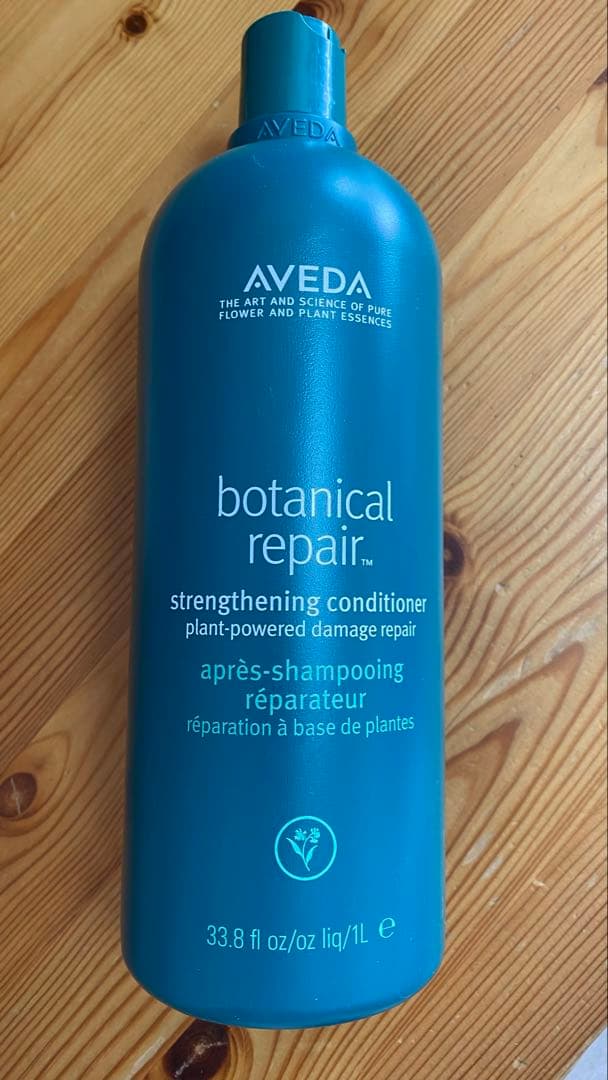 AVEDA
AVEDA
THE ART AND SCIENCE OF PURE
FLOWER AND PLANT ESSENCES
botanical
repair™
strengthening conditioner
plant-powered damage repair
après-shampooing
réparateur
réparation à base de plantes
33.8 fl oz/oz liq/1L ℮